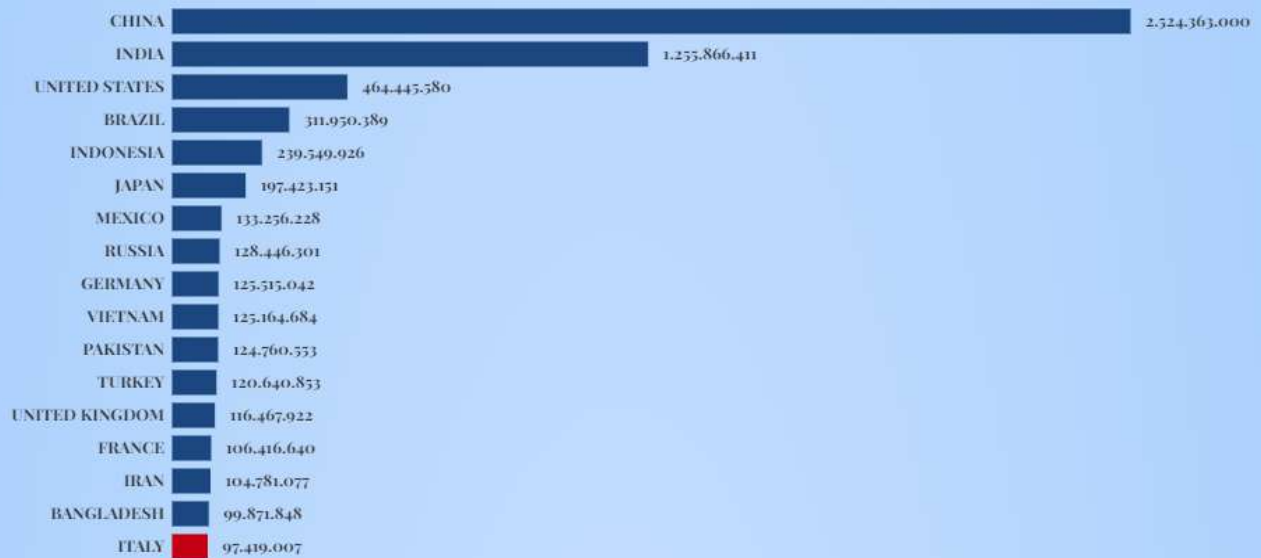 CHINA 2.524.363.000
INDIA 1.255.866.411
UNITED STATES 464.445.580
BRAZIL 311.950.389
INDONESIA 239.549.926
JAPAN 197.423.151
MEXICO 133.256.228
RUSSIA 128.446.301
GERMANY 125.515.042
VIETNAM 125.164.684
PAKISTAN 124.760.553
TURKEY 120.640.853
UNITED KINGDOM 116.467.922
FRANCE 106.416.640
IRAN 104.781.077
BANGLADESH 99.871.848
ITALY 97.419.007